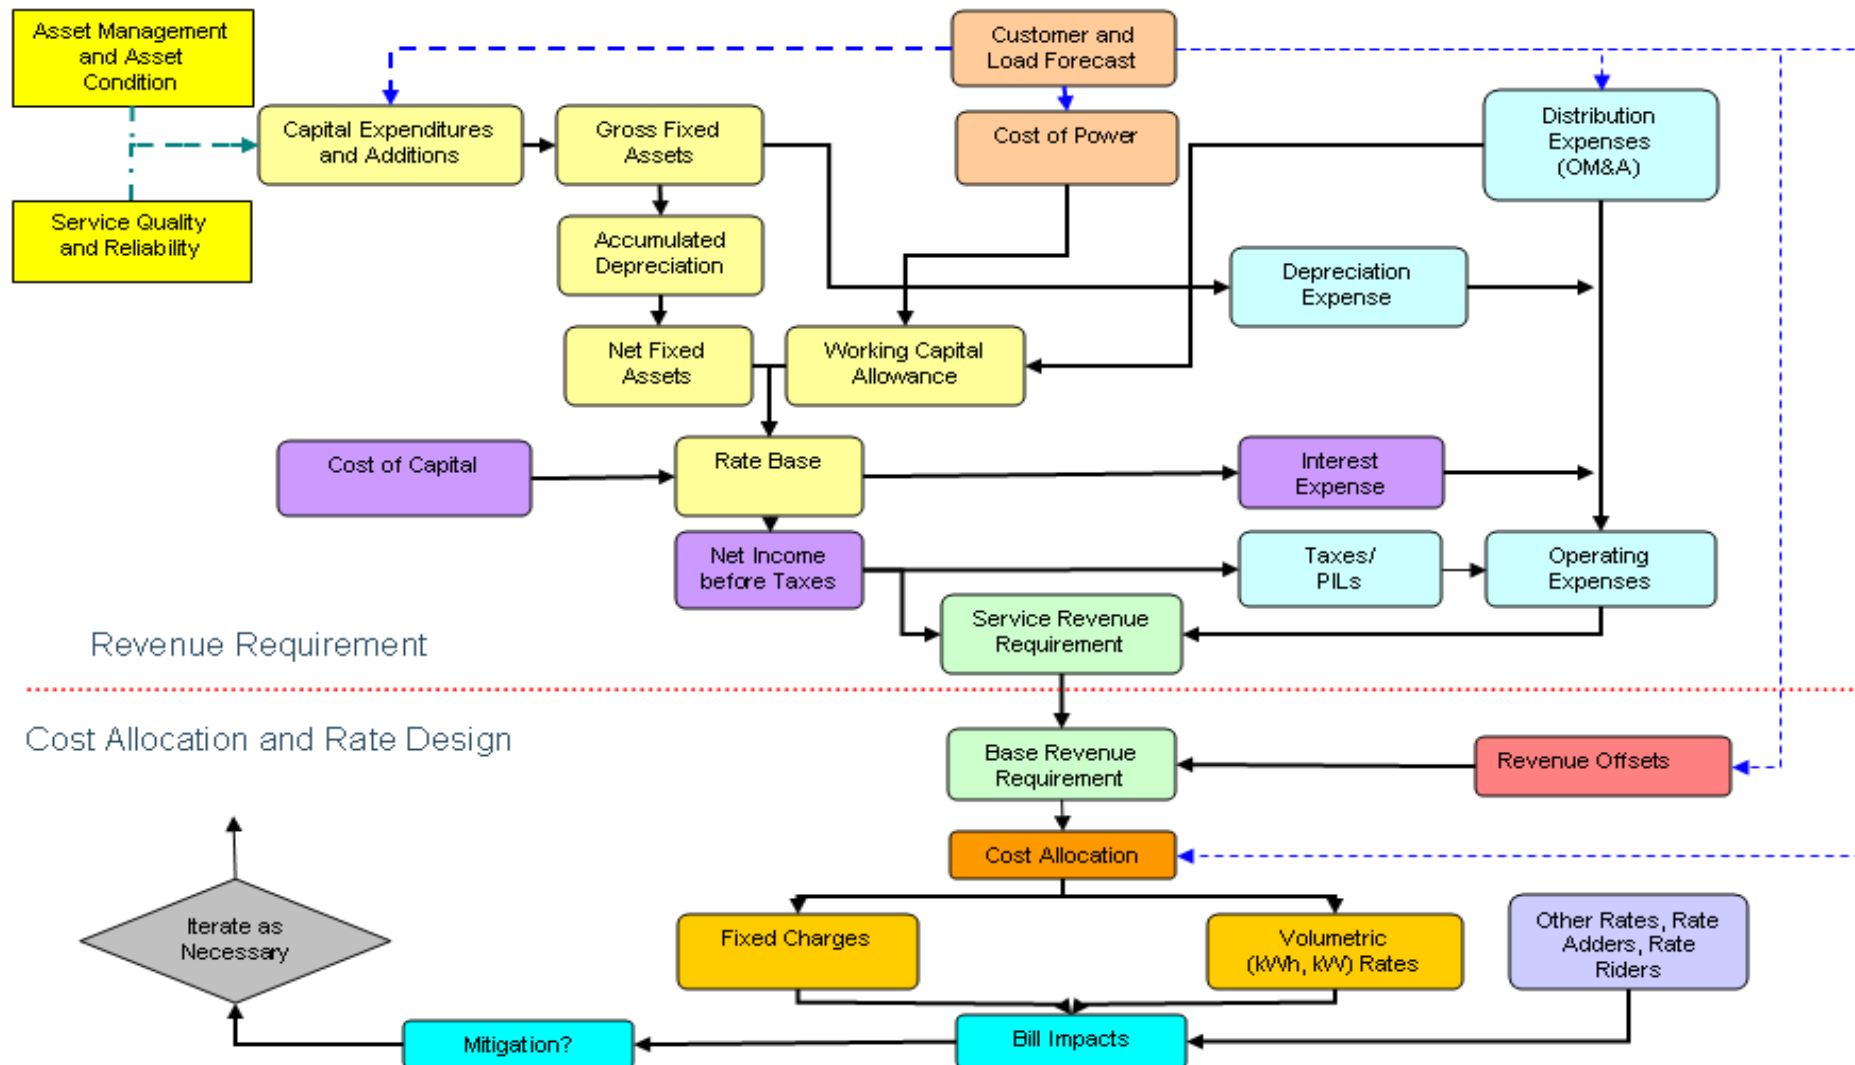 Asset Management
and Asset
Condition
Customer and
Load Forecast
Capital Expenditures
and Additions
Gross Fixed
Assets
Cost of Power
Distribution
Expenses
(OM&A)
Service Quality
and Reliability
Accumulated
Depreciation
Depreciation
Expense
Net Fixed
Assets
Working Capital
Allowance
Cost of Capital
Rate Base
Interest
Expense
Net Income
before Taxes
Taxes/
PILs
Operating
Expenses
Service Revenue
Requirement
Revenue Requirement
Cost Allocation and Rate Design
Base Revenue
Requirement
Revenue Offsets
Cost Allocation
Iterate as
Necessary
Fixed Charges
Volumetric
(kWh, kW) Rates
Other Rates, Rate
Adders, Rate
Riders
Mitigation?
Bill Impacts